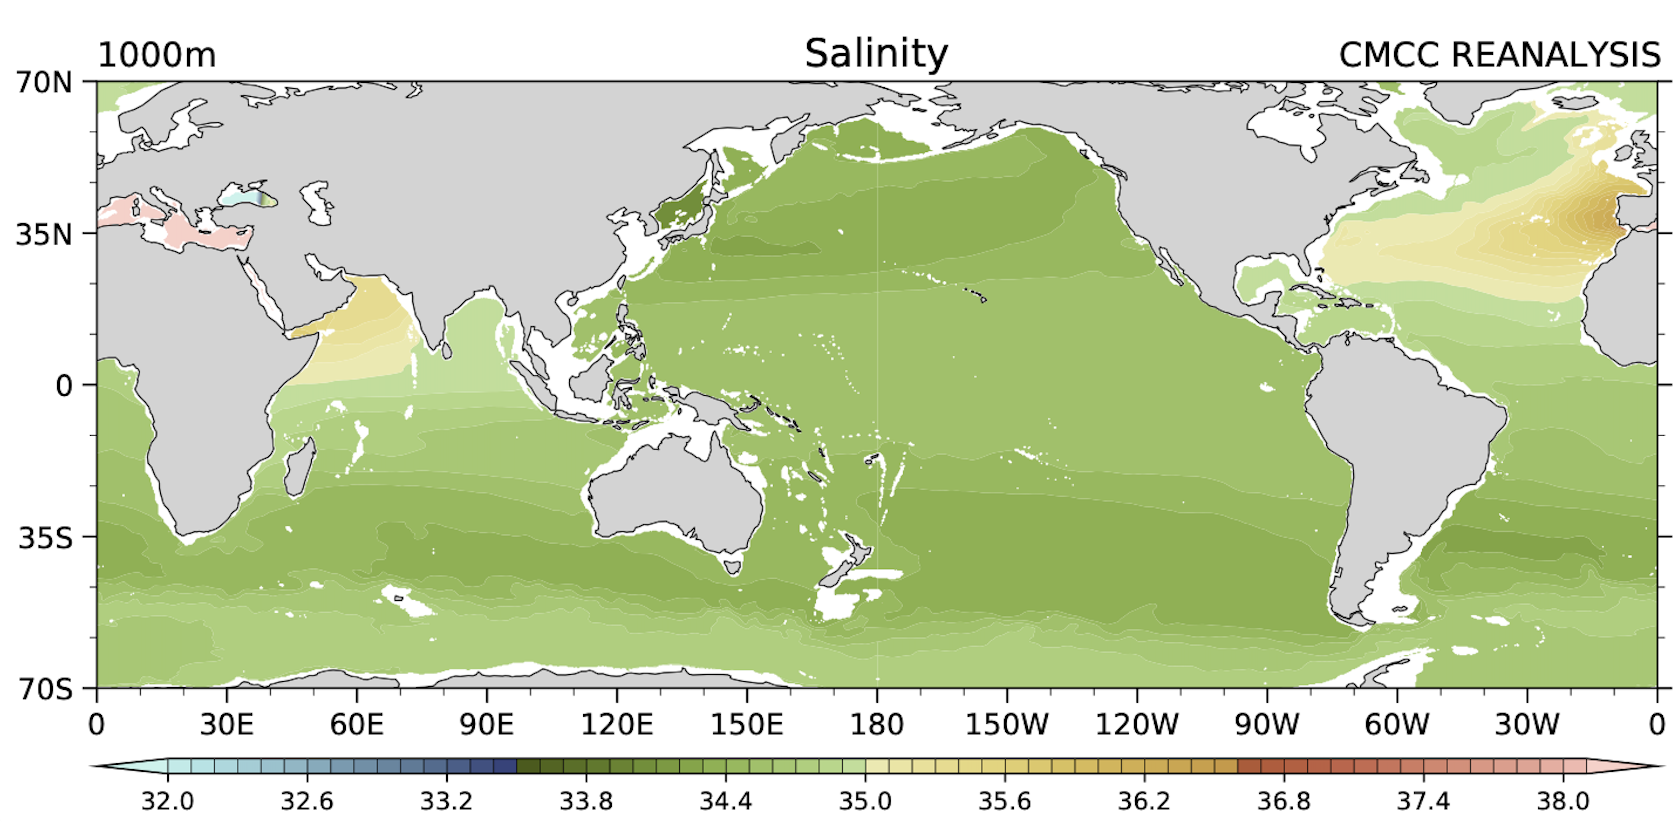 1000m Salinity CMCC REANALYSIS
70N
35N
0
35S
70S
0 30E 60E 90E 120E 150E 180 150W 120W 90W 60W 30W 0
32.0 32.6 33.2 33.8 34.4 35.0 35.6 36.2 36.8 37.4 38.0